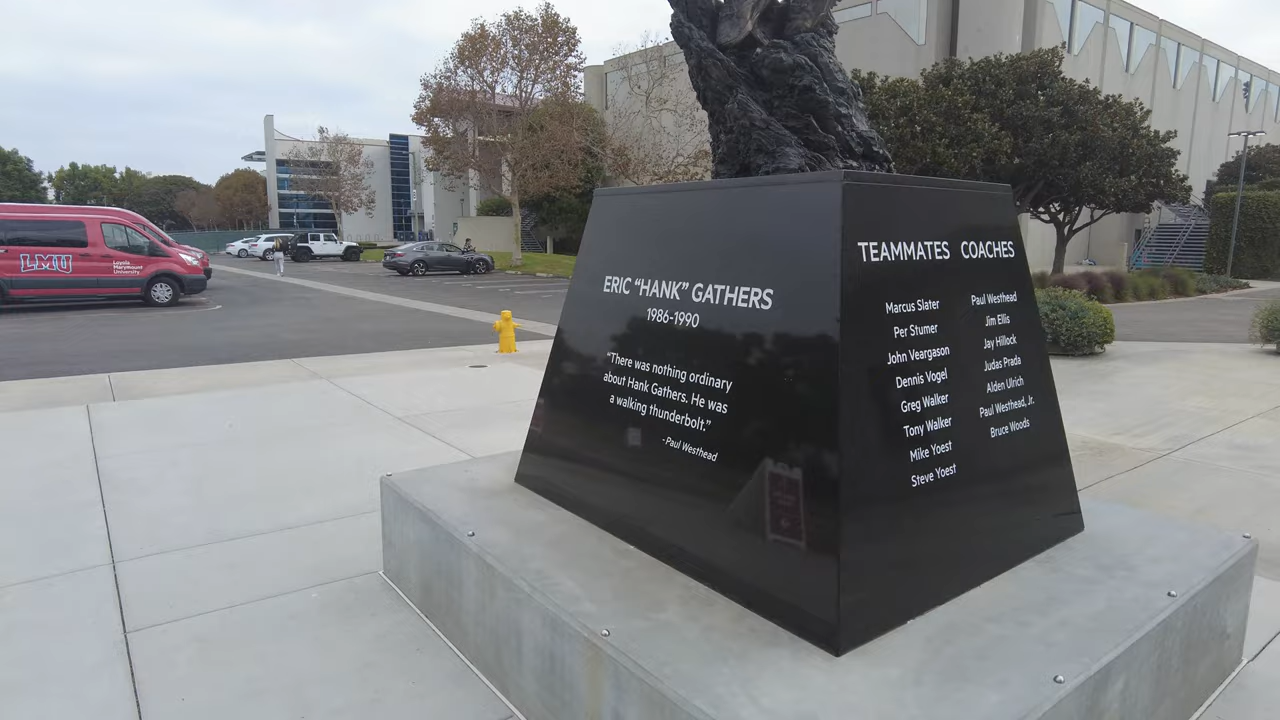 LMU
Loyola
Marymount
University
ERIC "HANK" GATHERS
1986-1990
"There was nothing ordinary
about Hank Gathers. He was
a walking thunderbolt."
-Paul Westhead
TEAMMATES
Marcus Slater
Per Stumer
John Veargason
Dennis Vogel
Greg Walker
Tony Walker
Mike Yoest
Steve Yoest
COACHES
Paul Westhead
Jim Ellis
Jay Hillock
Judas Prada
Alden Ulrich
Paul Westhead, Jr.
Bruce Woods